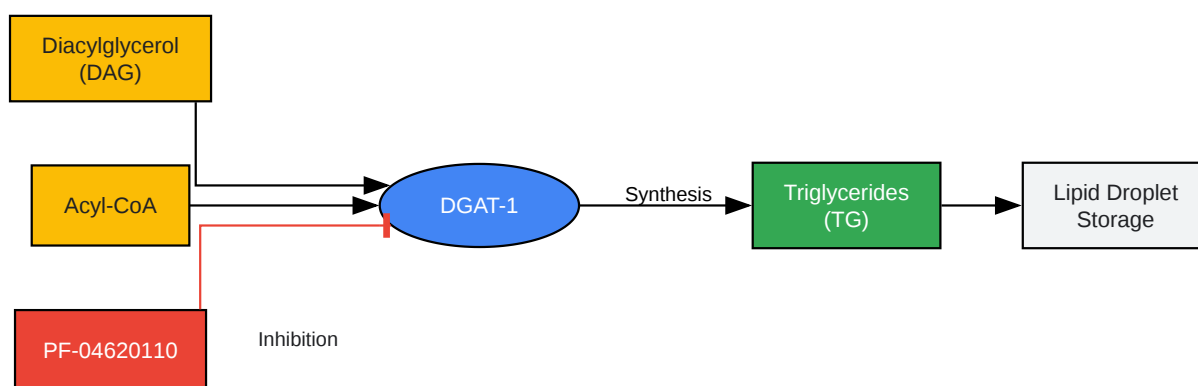 Diacylglycerol
(DAG)
Acyl-CoA
DGAT-1
Synthesis
Triglycerides
(TG)
Lipid Droplet
Storage
PF-04620110
Inhibition